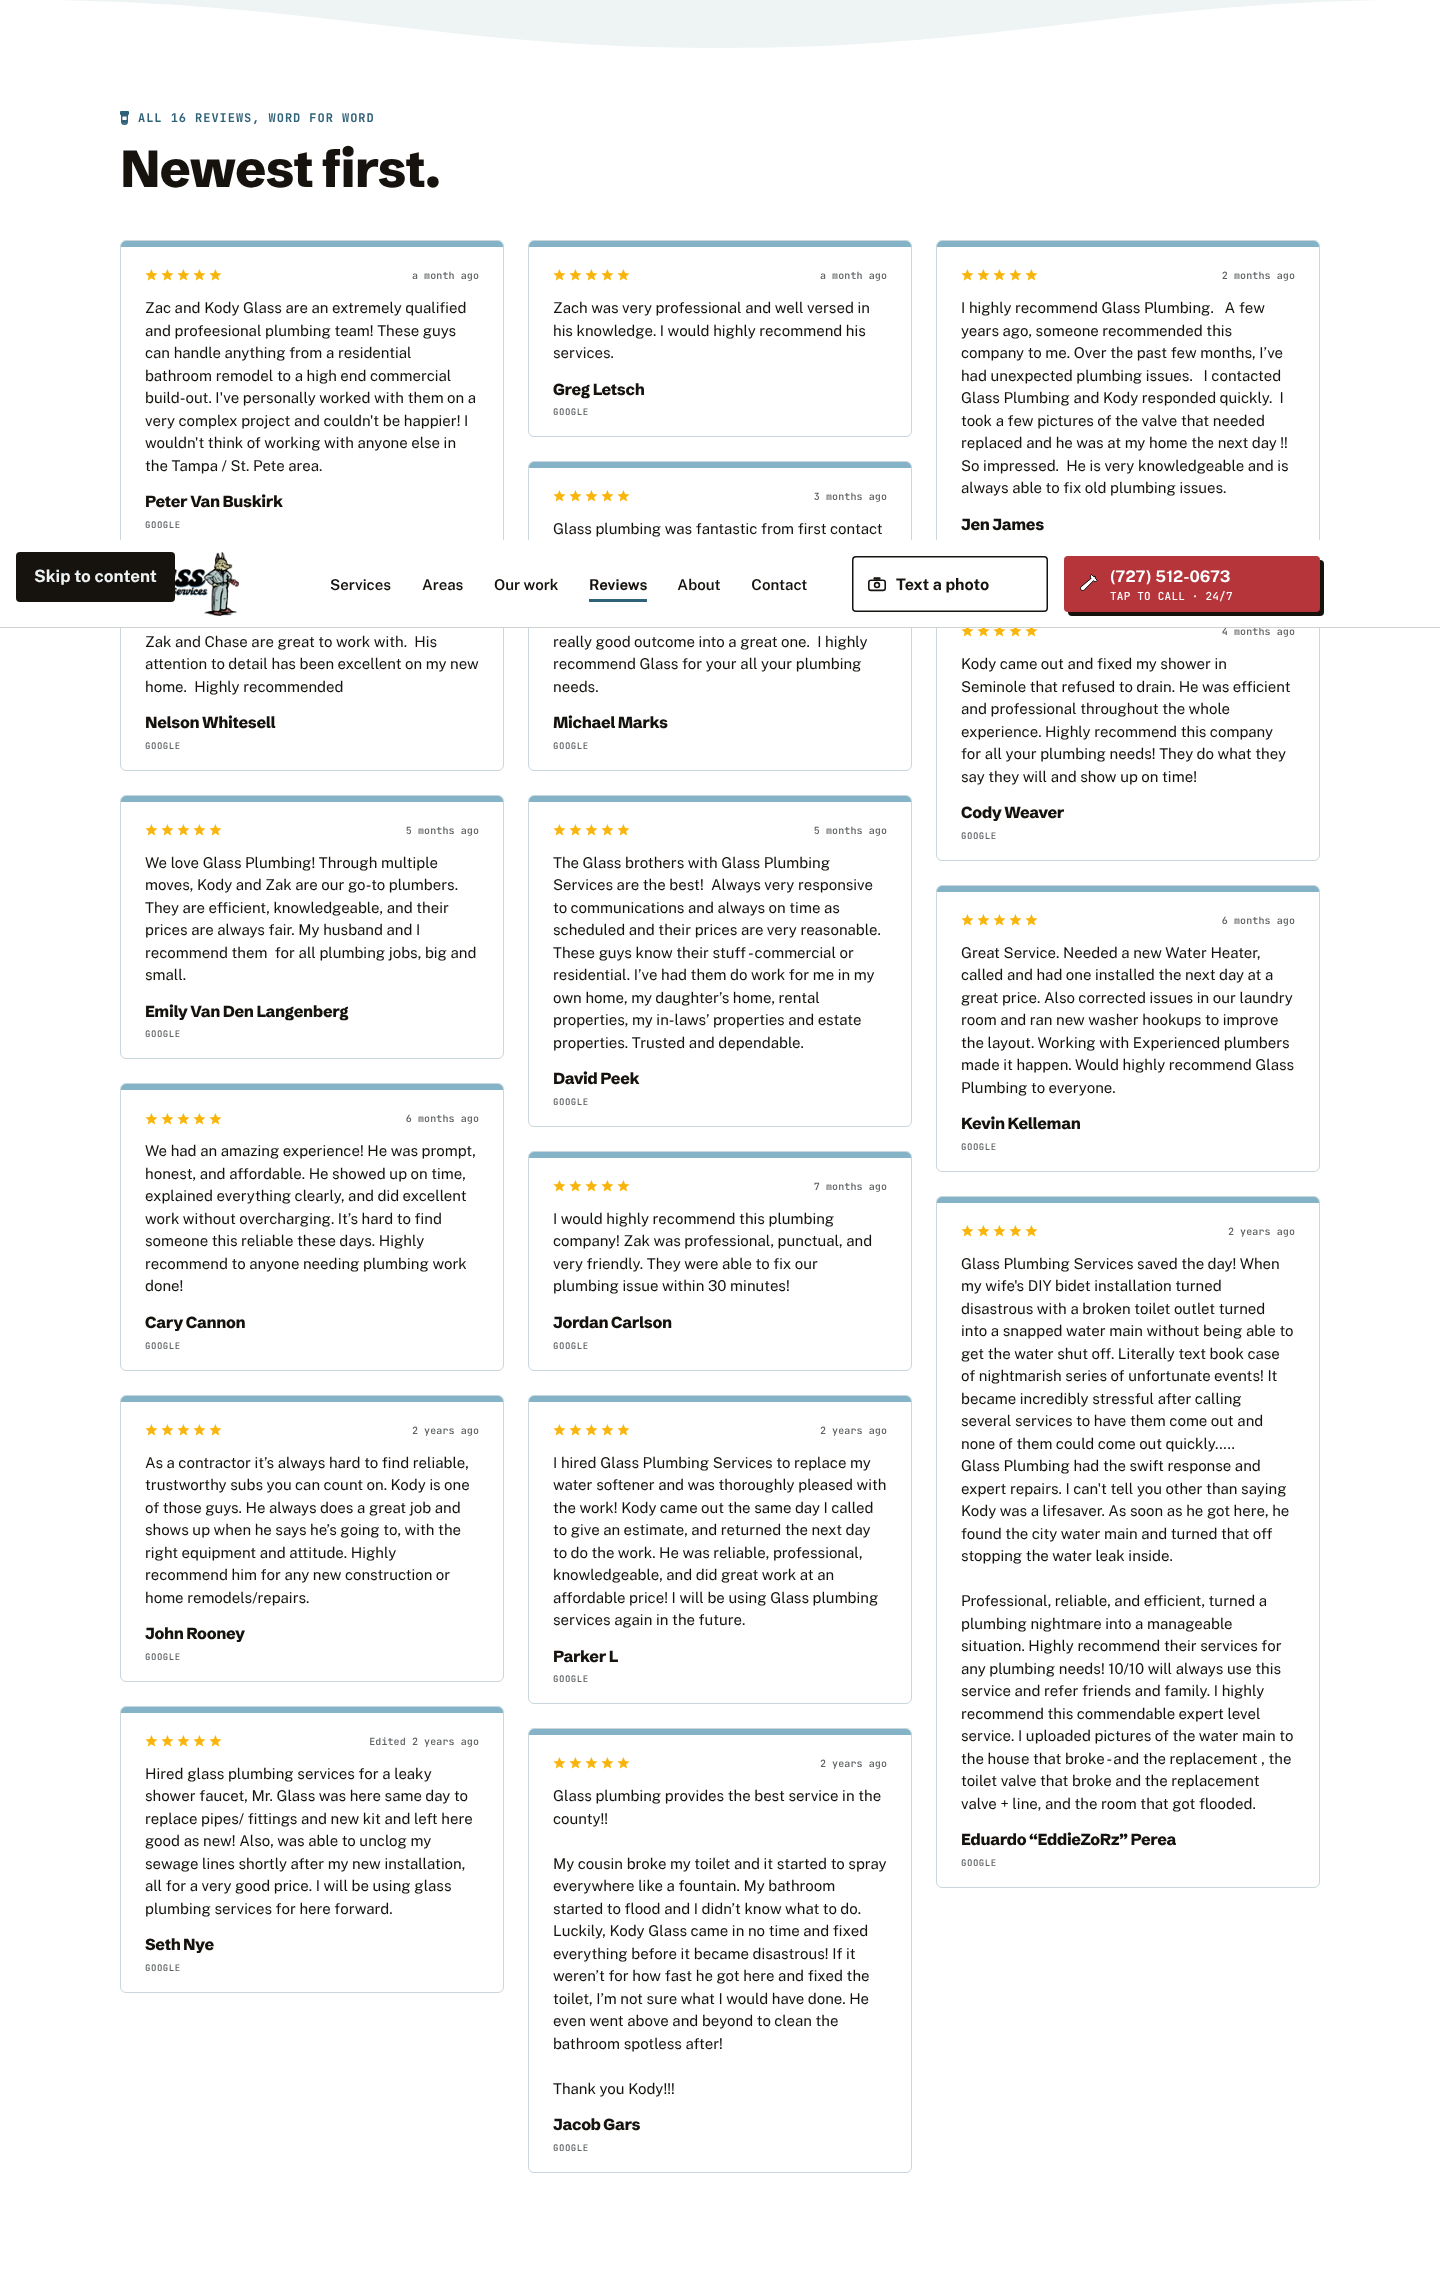 ALL 16 REVIEWS, WORD FOR WORD
Newest first.
a month ago
Zac and Kody Glass are an extremely qualified
and profeesional plumbing team! These guys
can handle anything from a residential
bathroom remodel to a high end commercial
build-out. I've personally worked with them on a
very complex project and couldn't be happier! I
wouldn't think of working with anyone else in
the Tampa / St. Pete area.
Peter Van Buskirk
GOOGLE
a month ago
Zach was very professional and well versed in
his knowledge. I would highly recommend his
services.
Greg Letsch
GOOGLE
2 months ago
I highly recommend Glass Plumbing.   A few
years ago, someone recommended this
company to me. Over the past few months, I’ve
had unexpected plumbing issues.   I contacted
Glass Plumbing and Kody responded quickly.  I
took a few pictures of the valve that needed
replaced and he was at my home the next day !!
So impressed.  He is very knowledgeable and is
always able to fix old plumbing issues.
Jen James
3 months ago
Glass plumbing was fantastic from first contact
Skip to content
Services
Areas
Our work
Reviews
About
Contact
Text a photo
(727) 512-0673
TAP TO CALL · 24/7
Zak and Chase are great to work with.  His
attention to detail has been excellent on my new
home.  Highly recommended
Nelson Whitesell
GOOGLE
really good outcome into a great one.  I highly
recommend Glass for your all your plumbing
needs.
Michael Marks
GOOGLE
4 months ago
Kody came out and fixed my shower in
Seminole that refused to drain. He was efficient
and professional throughout the whole
experience. Highly recommend this company
for all your plumbing needs! They do what they
say they will and show up on time!
Cody Weaver
GOOGLE
5 months ago
We love Glass Plumbing! Through multiple
moves, Kody and Zak are our go-to plumbers.
They are efficient, knowledgeable, and their
prices are always fair. My husband and I
recommend them  for all plumbing jobs, big and
small.
Emily Van Den Langenberg
GOOGLE
5 months ago
The Glass brothers with Glass Plumbing
Services are the best!  Always very responsive
to communications and always on time as
scheduled and their prices are very reasonable.
These guys know their stuff - commercial or
residential. I’ve had them do work for me in my
own home, my daughter’s home, rental
properties, my in-laws’ properties and estate
properties. Trusted and dependable.
David Peek
GOOGLE
6 months ago
Great Service. Needed a new Water Heater,
called and had one installed the next day at a
great price. Also corrected issues in our laundry
room and ran new washer hookups to improve
the layout. Working with Experienced plumbers
made it happen. Would highly recommend Glass
Plumbing to everyone.
Kevin Kelleman
GOOGLE
6 months ago
We had an amazing experience! He was prompt,
honest, and affordable. He showed up on time,
explained everything clearly, and did excellent
work without overcharging. It’s hard to find
someone this reliable these days. Highly
recommend to anyone needing plumbing work
done!
Cary Cannon
GOOGLE
7 months ago
I would highly recommend this plumbing
company! Zak was professional, punctual, and
very friendly. They were able to fix our
plumbing issue within 30 minutes!
Jordan Carlson
GOOGLE
2 years ago
Glass Plumbing Services saved the day! When
my wife's DIY bidet installation turned
disastrous with a broken toilet outlet turned
into a snapped water main without being able to
get the water shut off. Literally text book case
of nightmarish series of unfortunate events! It
became incredibly stressful after calling
several services to have them come out and
none of them could come out quickly.....
Glass Plumbing had the swift response and
expert repairs. I can't tell you other than saying
Kody was a lifesaver. As soon as he got here, he
found the city water main and turned that off
stopping the water leak inside.
Professional, reliable, and efficient, turned a
plumbing nightmare into a manageable
situation. Highly recommend their services for
any plumbing needs! 10/10 will always use this
service and refer friends and family. I highly
recommend this commendable expert level
service. I uploaded pictures of the water main to
the house that broke - and the replacement , the
toilet valve that broke and the replacement
valve + line, and the room that got flooded.
Eduardo “EddieZoRz” Perea
GOOGLE
2 years ago
As a contractor it’s always hard to find reliable,
trustworthy subs you can count on. Kody is one
of those guys. He always does a great job and
shows up when he says he’s going to, with the
right equipment and attitude. Highly
recommend him for any new construction or
home remodels/repairs.
John Rooney
GOOGLE
2 years ago
I hired Glass Plumbing Services to replace my
water softener and was thoroughly pleased with
the work! Kody came out the same day I called
to give an estimate, and returned the next day
to do the work. He was reliable, professional,
knowledgeable, and did great work at an
affordable price! I will be using Glass plumbing
services again in the future.
Parker L
GOOGLE
Edited 2 years ago
Hired glass plumbing services for a leaky
shower faucet, Mr. Glass was here same day to
replace pipes/ fittings and new kit and left here
good as new! Also, was able to unclog my
sewage lines shortly after my new installation,
all for a very good price. I will be using glass
plumbing services for here forward.
Seth Nye
GOOGLE
2 years ago
Glass plumbing provides the best service in the
county!!
My cousin broke my toilet and it started to spray
everywhere like a fountain. My bathroom
started to flood and I didn’t know what to do.
Luckily, Kody Glass came in no time and fixed
everything before it became disastrous! If it
weren’t for how fast he got here and fixed the
toilet, I’m not sure what I would have done. He
even went above and beyond to clean the
bathroom spotless after!
Thank you Kody!!!
Jacob Gars
GOOGLE